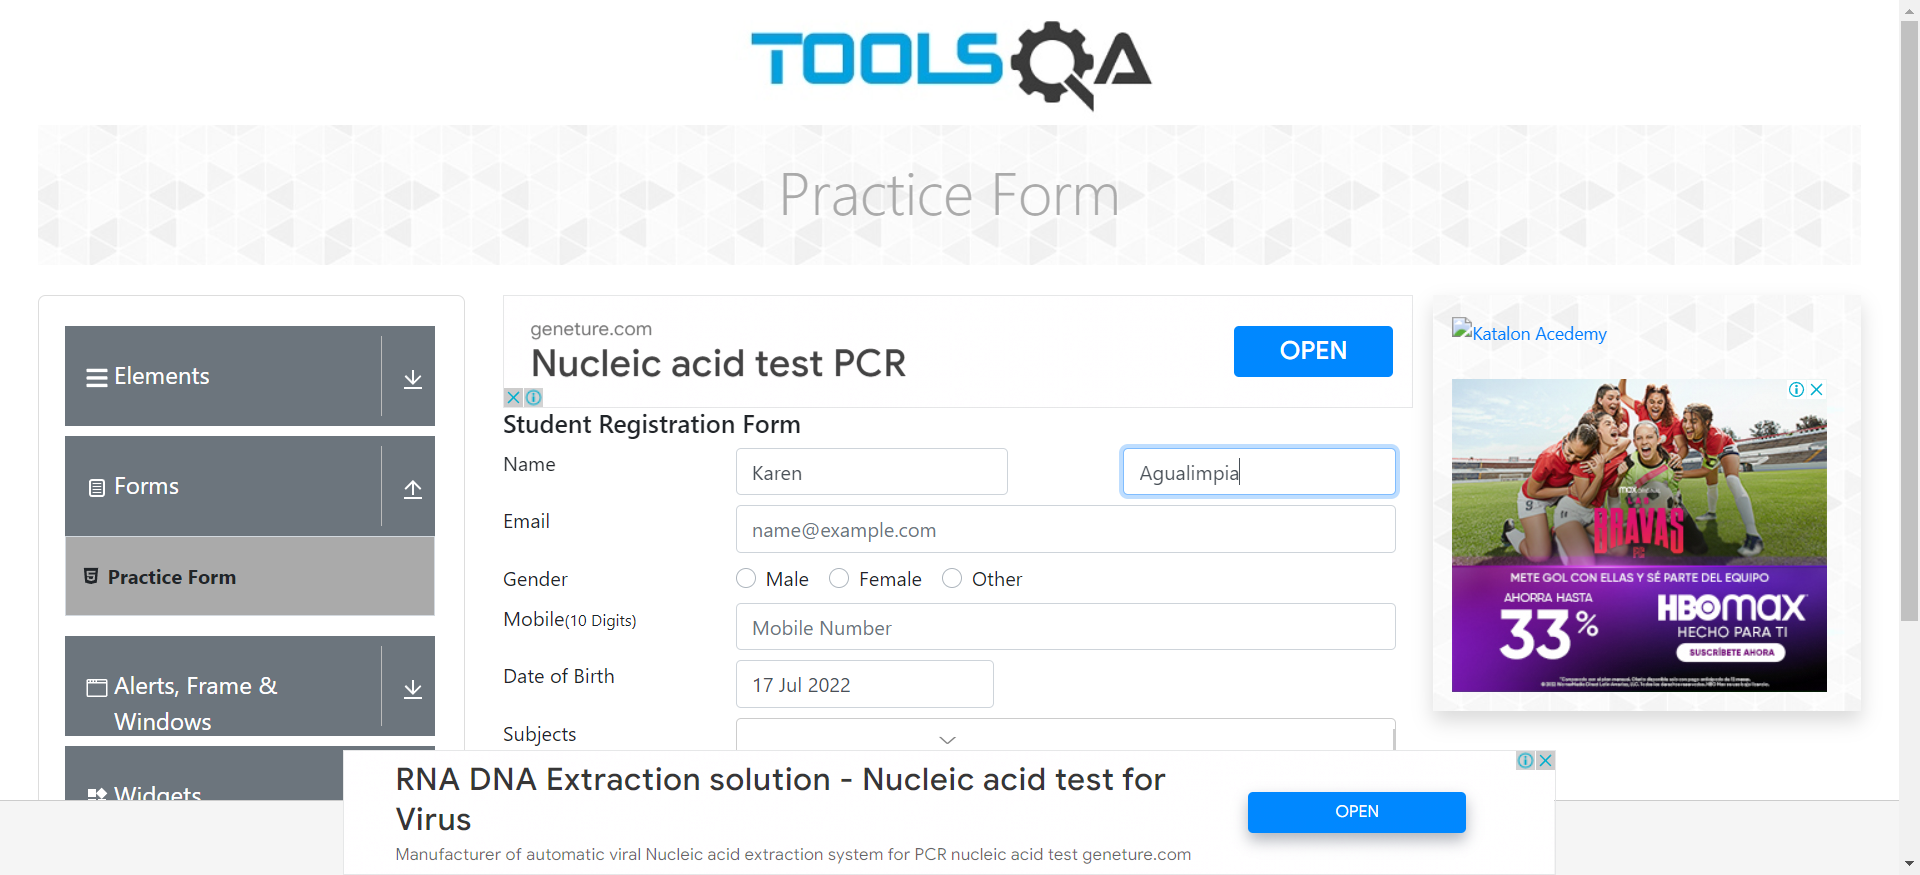 TOOLSQA
Practice Form
Elements
Forms
Practice Form
Alerts, Frame &
Windows
Widgets
geneture.com
Nucleic acid test PCR
OPEN
Student Registration Form
Name
Karen
Agualimpia
Email
name@example.com
Gender
Male
Female
Other
Mobile(10 Digits)
Mobile Number
Date of Birth
17 Jul 2022
Subjects
Katalon Acedemy
BRAVAS
METE GOL CON ELLAS Y SÉ PARTE DEL EQUIPO
AHORRA HASTA
33%
HBOMAX
HECHO PARA TI
SUSCRÍBETE AHORA
RNA DNA Extraction solution - Nucleic acid test for
Virus
Manufacturer of automatic viral Nucleic acid extraction system for PCR nucleic acid test geneture.com
OPEN